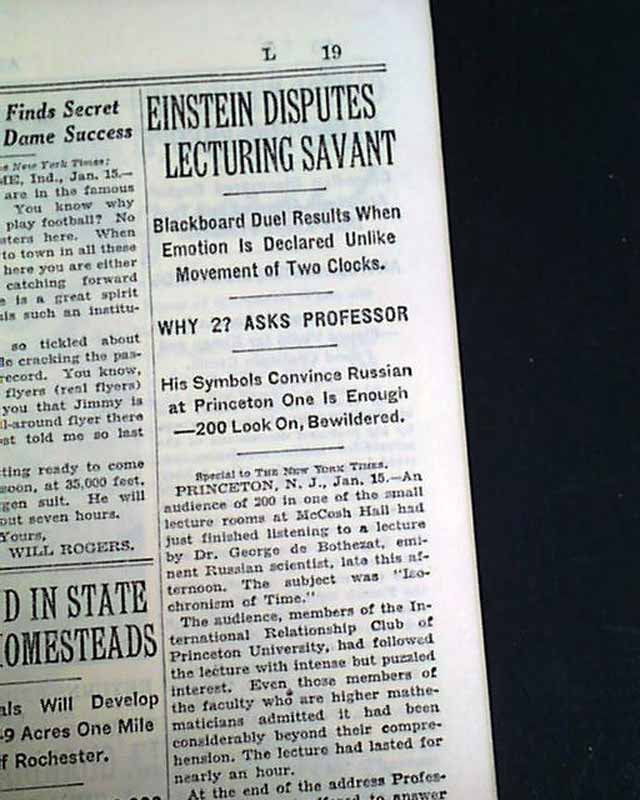 L 19
Finds Secret
Dame Success
New York Times:
ME, Ind., Jan. 15.—
are in the famous
You know why
play football? No
sters here. When
to town in all these
here you are either
catching forward
is a great spirit
is such an institu-
so tickled about
cracking the pas-
record. You know,
flyers (real flyers)
you that Jimmy is
l-around flyer there
st told me so last
ting ready to come
soon, at 35,000 feet,
gen suit. He will
out seven hours.
Yours,
WILL ROGERS.
D IN STATE
OMESTEADS
als Will Develop
9 Acres One Mile
f Rochester.
EINSTEIN DISPUTES
LECTURING SAVANT
Blackboard Duel Results When
Emotion Is Declared Unlike
Movement of Two Clocks.
WHY 2? ASKS PROFESSOR
His Symbols Convince Russian
at Princeton One Is Enough
—200 Look On, Bewildered.
Special to THE NEW YORK TIMES.
PRINCETON, N. J., Jan. 15.—An
audience of 200 in one of the small
lecture rooms at McCosh Hall had
just finished listening to a lecture
by Dr. George de Bothezat, emi-
nent Russian scientist, late this af-
ternoon. The subject was "Iso-
chronism of Time."
The audience, members of the In-
ternational Relationship Club of
Princeton University, had followed
the lecture with intense but puzzled
interest. Even those members of
the faculty who are higher mathe-
maticians admitted it had been
considerably beyond their compre-
hension. The lecture had lasted for
nearly an hour.
At the end of the address Profes-
to answer